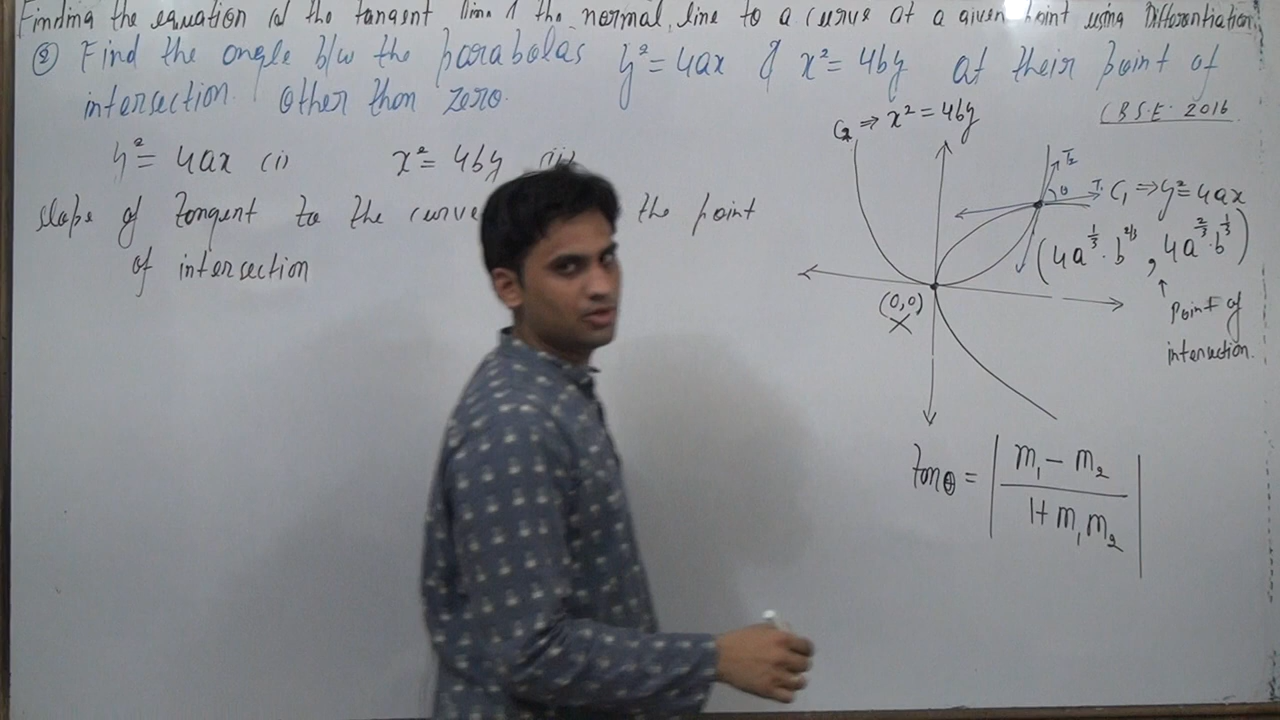 Finding the equation of the tangent line & the normal line to a curve at a given point using Differentiation
② Find the angle b/w the parabolas y² = 4ax & x² = 4by at their point of
intersection other than zero.
CBSE 2016
y² = 4ax (i) x² = 4by (ii)
slope of tangent to the curve the point
of intersection
C₂ ⇒ x² = 4by
T₂
θ T₁ C₁ ⇒ y² = 4ax
(4a^{1/3}·b^{2/3}, 4a^{2/3}·b^{1/3})
(0,0)
×
↑
Point of
intersection.
tanθ = |(m₁ − m₂)/(1 + m₁m₂)|